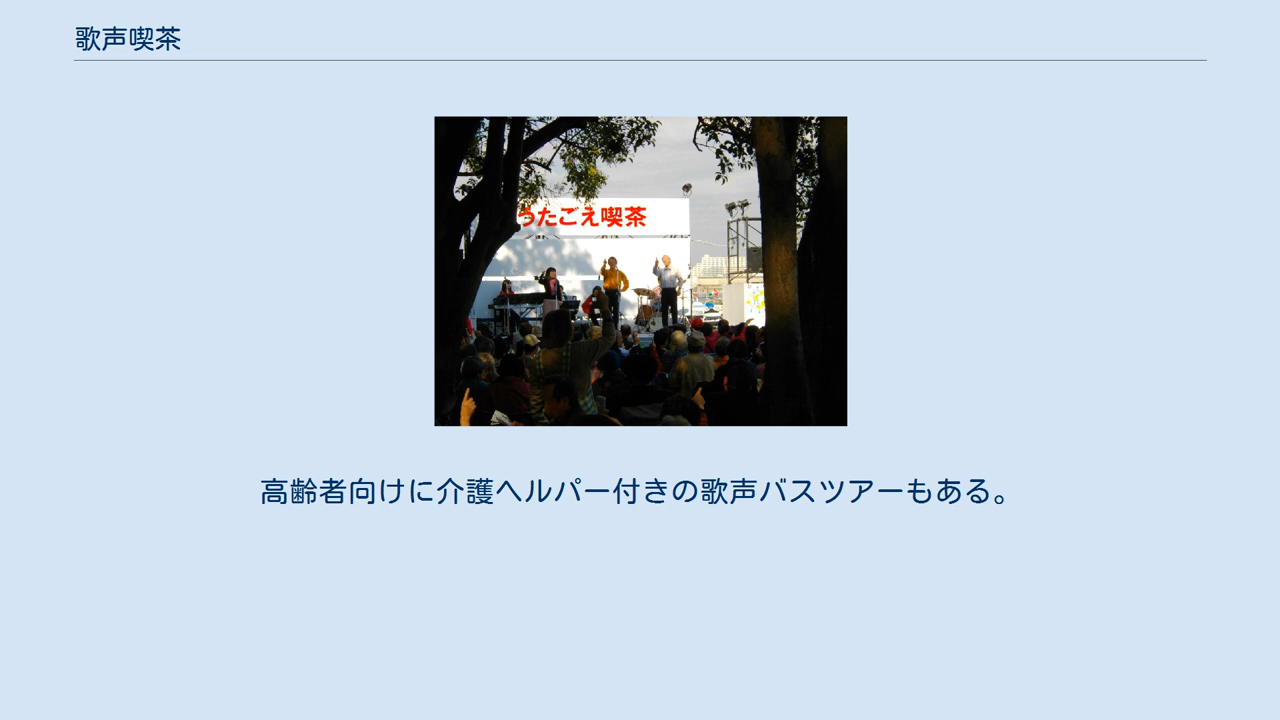 歌声喫茶
うたごえ喫茶
高齢者向けに介護ヘルパー付きの歌声バスツアーもある。